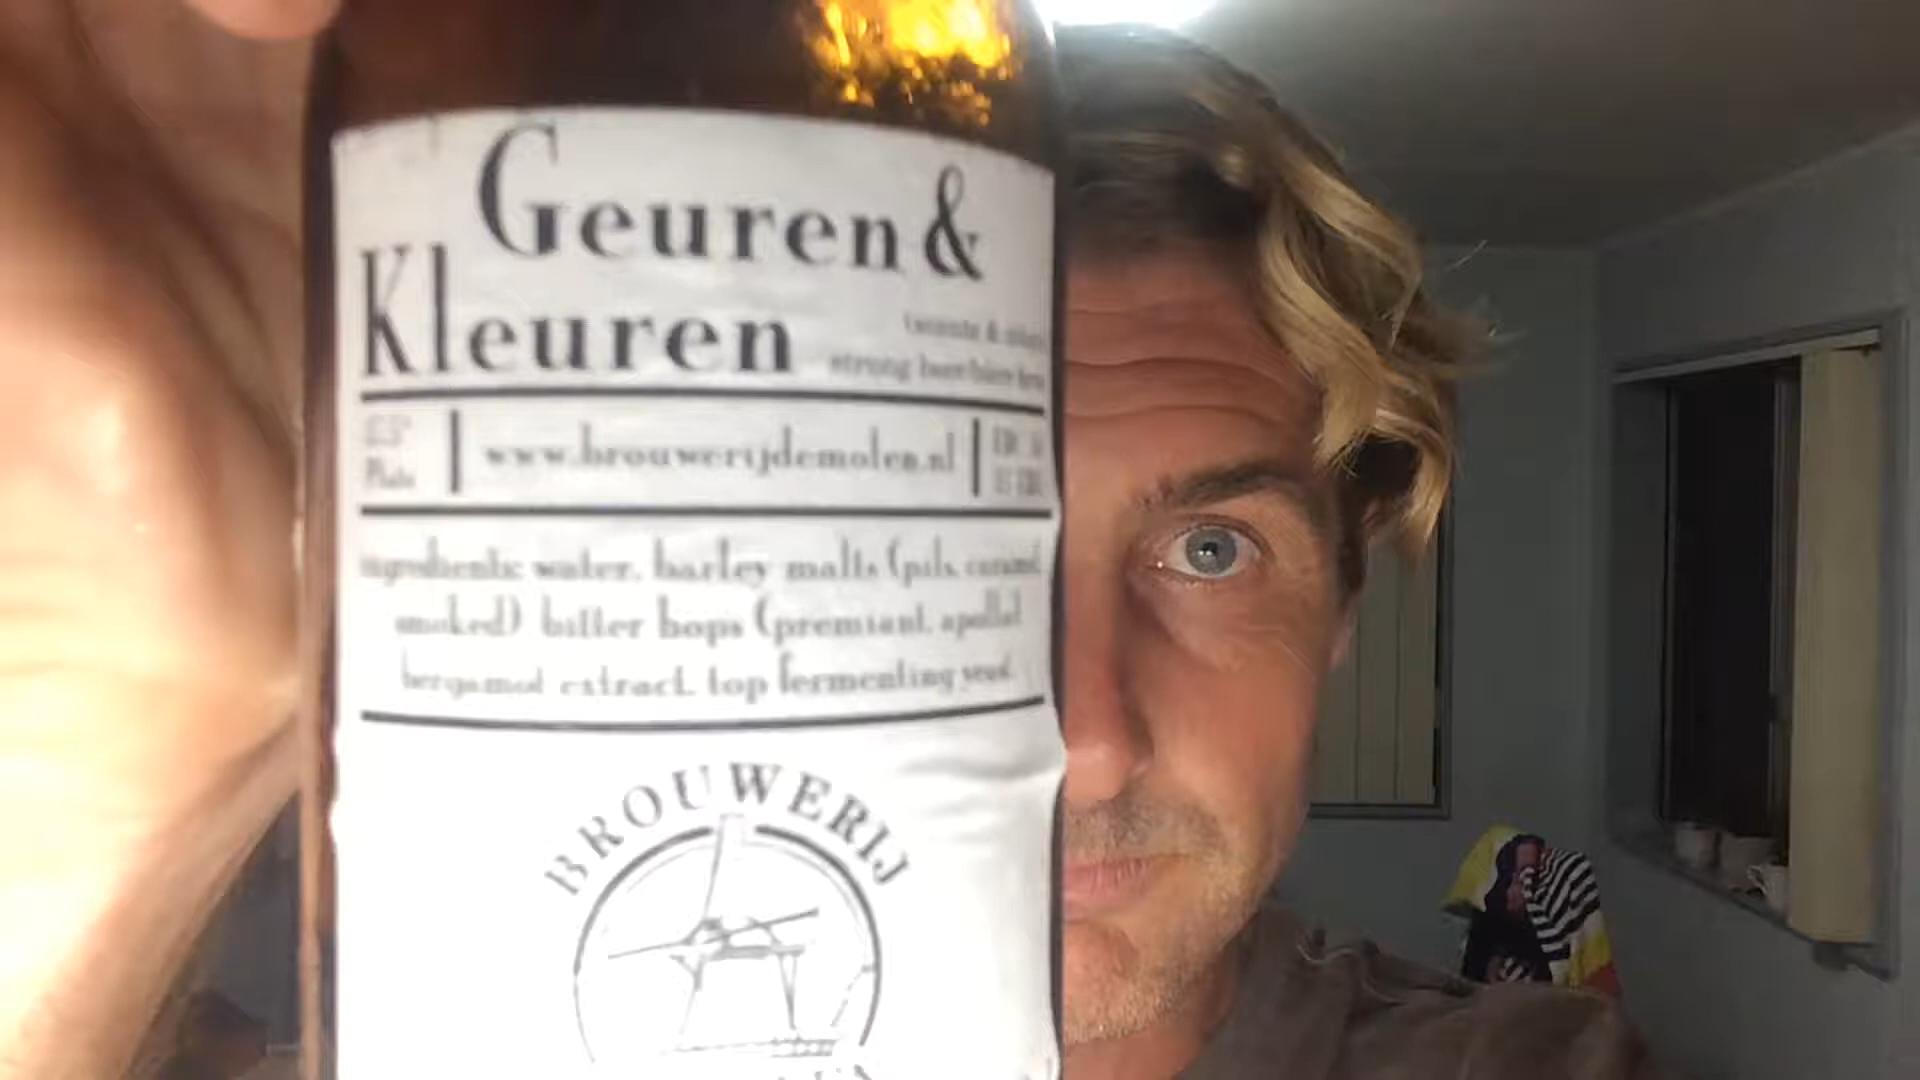 Geuren &
Kleuren
strong beer/bière
Plato
www.brouwerijdemolen.nl
ingredients: water, barley malts (pils, caramel,
smoked) bitter hops (premiant, apollo)
bergamot extract, top fermenting yeast.
BROUWERIJ